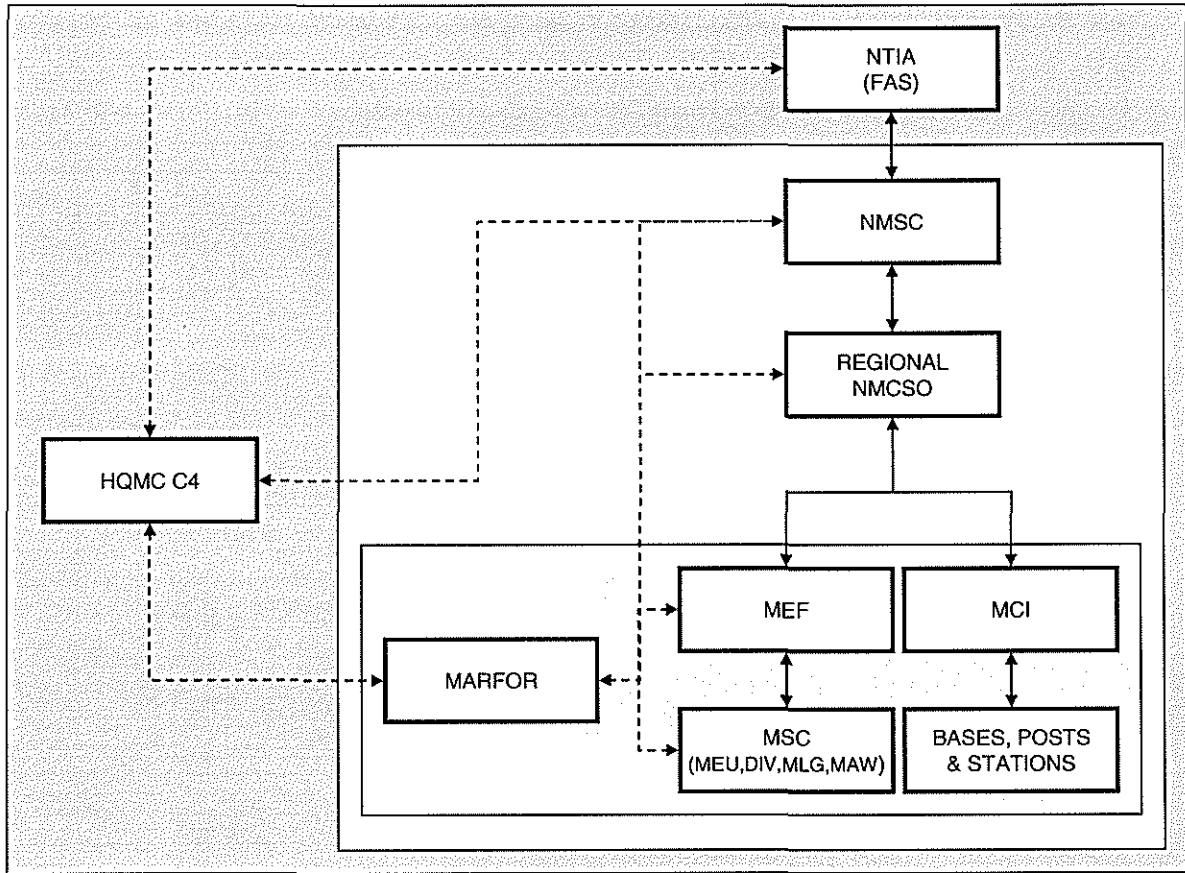 NTIA
(FAS)
NMSC
REGIONAL
NMCSO
HQMC C4
MEF
MCI
MARFOR
MSC
(MEU,DIV,MLG,MAW)
BASES, POSTS
& STATIONS